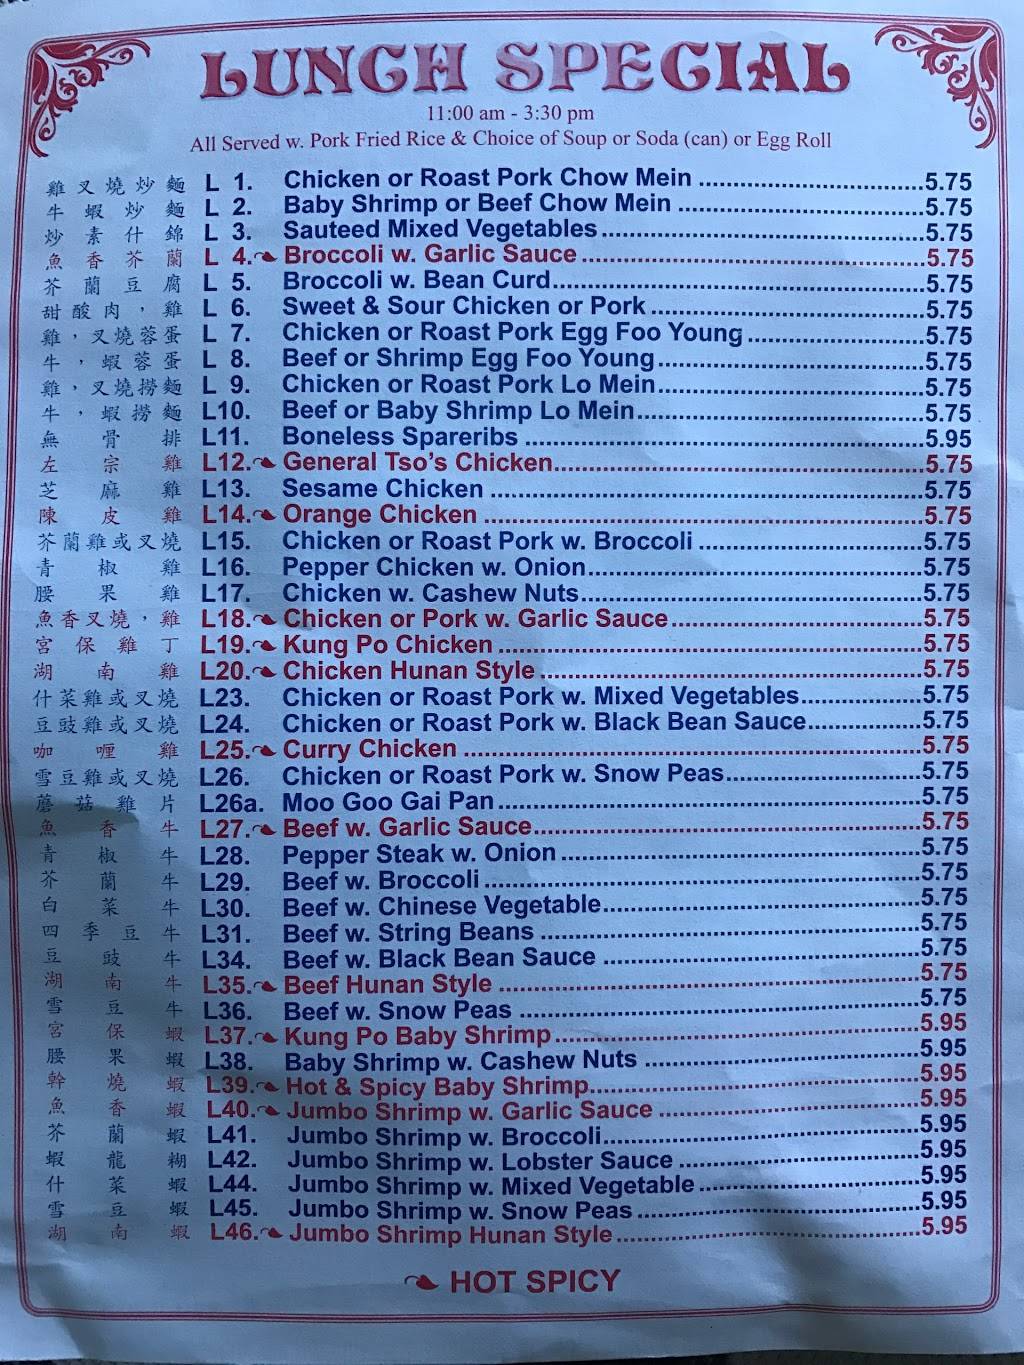 LUNCH SPECIAL
11:00 am - 3:30 pm
All Served w. Pork Fried Rice & Choice of Soup or Soda (can) or Egg Roll
雞叉燒炒麵 L 1. Chicken or Roast Pork Chow Mein 5.75
牛蝦炒麵 L 2. Baby Shrimp or Beef Chow Mein 5.75
炒素什錦 L 3. Sauteed Mixed Vegetables 5.75
魚香芥蘭 L 4. Broccoli w. Garlic Sauce 5.75
芥蘭豆腐 L 5. Broccoli w. Bean Curd 5.75
甜酸肉，雞 L 6. Sweet & Sour Chicken or Pork 5.75
雞，叉燒蓉蛋 L 7. Chicken or Roast Pork Egg Foo Young 5.75
牛，蝦蓉蛋 L 8. Beef or Shrimp Egg Foo Young 5.75
雞，叉燒撈麵 L 9. Chicken or Roast Pork Lo Mein 5.75
牛，蝦撈麵 L10. Beef or Baby Shrimp Lo Mein 5.75
無骨排 L11. Boneless Spareribs 5.95
左宗雞 L12. General Tso's Chicken 5.75
芝麻雞 L13. Sesame Chicken 5.75
陳皮雞 L14. Orange Chicken 5.75
芥蘭雞或叉燒 L15. Chicken or Roast Pork w. Broccoli 5.75
青椒雞 L16. Pepper Chicken w. Onion 5.75
腰果雞 L17. Chicken w. Cashew Nuts 5.75
魚香叉燒，雞 L18. Chicken or Pork w. Garlic Sauce 5.75
宮保雞丁 L19. Kung Po Chicken 5.75
湖南雞 L20. Chicken Hunan Style 5.75
什菜雞或叉燒 L23. Chicken or Roast Pork w. Mixed Vegetables 5.75
豆豉雞或叉燒 L24. Chicken or Roast Pork w. Black Bean Sauce 5.75
咖喱雞 L25. Curry Chicken 5.75
雪豆雞或叉燒 L26. Chicken or Roast Pork w. Snow Peas 5.75
蘑菇雞片 L26a. Moo Goo Gai Pan 5.75
魚香牛 L27. Beef w. Garlic Sauce 5.75
青椒牛 L28. Pepper Steak w. Onion 5.75
芥蘭牛 L29. Beef w. Broccoli 5.75
白菜牛 L30. Beef w. Chinese Vegetable 5.75
四季豆牛 L31. Beef w. String Beans 5.75
豆豉牛 L34. Beef w. Black Bean Sauce 5.75
湖南牛 L35. Beef Hunan Style 5.75
雪豆牛 L36. Beef w. Snow Peas 5.75
宮保蝦 L37. Kung Po Baby Shrimp 5.95
腰果蝦 L38. Baby Shrimp w. Cashew Nuts 5.95
幹燒蝦 L39. Hot & Spicy Baby Shrimp 5.95
魚香蝦 L40. Jumbo Shrimp w. Garlic Sauce 5.95
芥蘭蝦 L41. Jumbo Shrimp w. Broccoli 5.95
蝦龍糊 L42. Jumbo Shrimp w. Lobster Sauce 5.95
什菜蝦 L44. Jumbo Shrimp w. Mixed Vegetable 5.95
雪豆蝦 L45. Jumbo Shrimp w. Snow Peas 5.95
湖南蝦 L46. Jumbo Shrimp Hunan Style 5.95
HOT SPICY